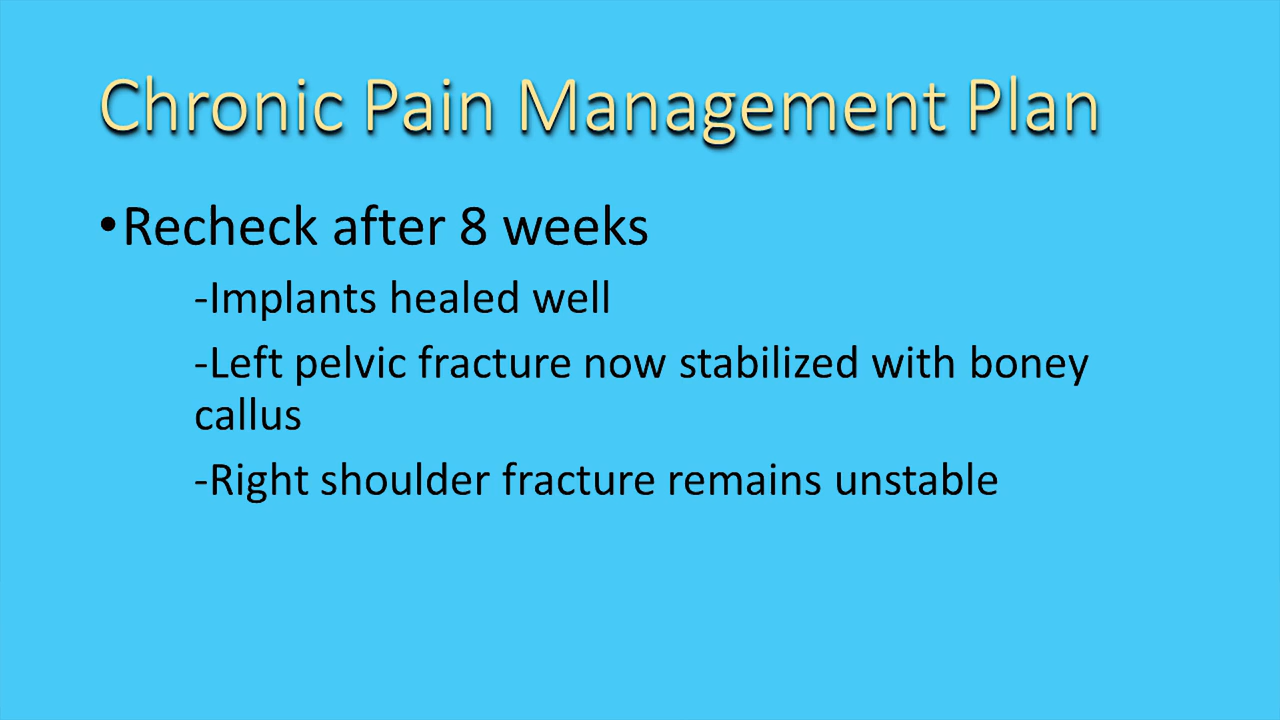 Chronic Pain Management Plan
•Recheck after 8 weeks
-Implants healed well
-Left pelvic fracture now stabilized with boney
callus
-Right shoulder fracture remains unstable